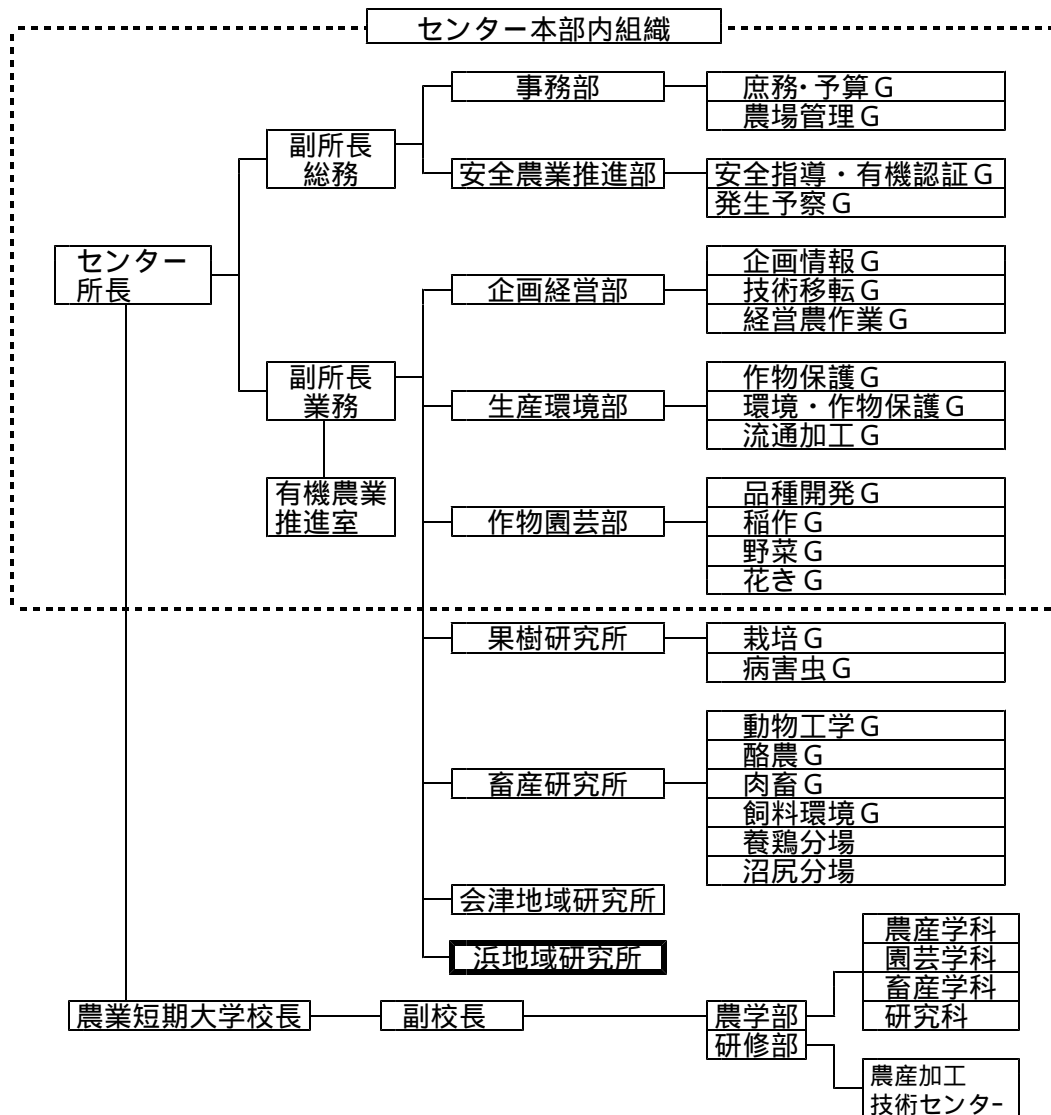 センター本部内組織
事務部
庶務・予算Ｇ
農場管理Ｇ
副所長
総務
安全農業推進部
安全指導・有機認証Ｇ
発生予察Ｇ
センター
所長
企画経営部
企画情報Ｇ
技術移転Ｇ
経営農作業Ｇ
副所長
業務
生産環境部
作物保護Ｇ
環境・作物保護Ｇ
流通加工Ｇ
有機農業
推進室
作物園芸部
品種開発Ｇ
稲作Ｇ
野菜Ｇ
花きＧ
果樹研究所
栽培Ｇ
病害虫Ｇ
畜産研究所
動物工学Ｇ
酪農Ｇ
肉畜Ｇ
飼料環境Ｇ
養鶏分場
沼尻分場
会津地域研究所
浜地域研究所
農業短期大学校長
副校長
農学部
研修部
農産学科
園芸学科
畜産学科
研究科
農産加工
技術センター